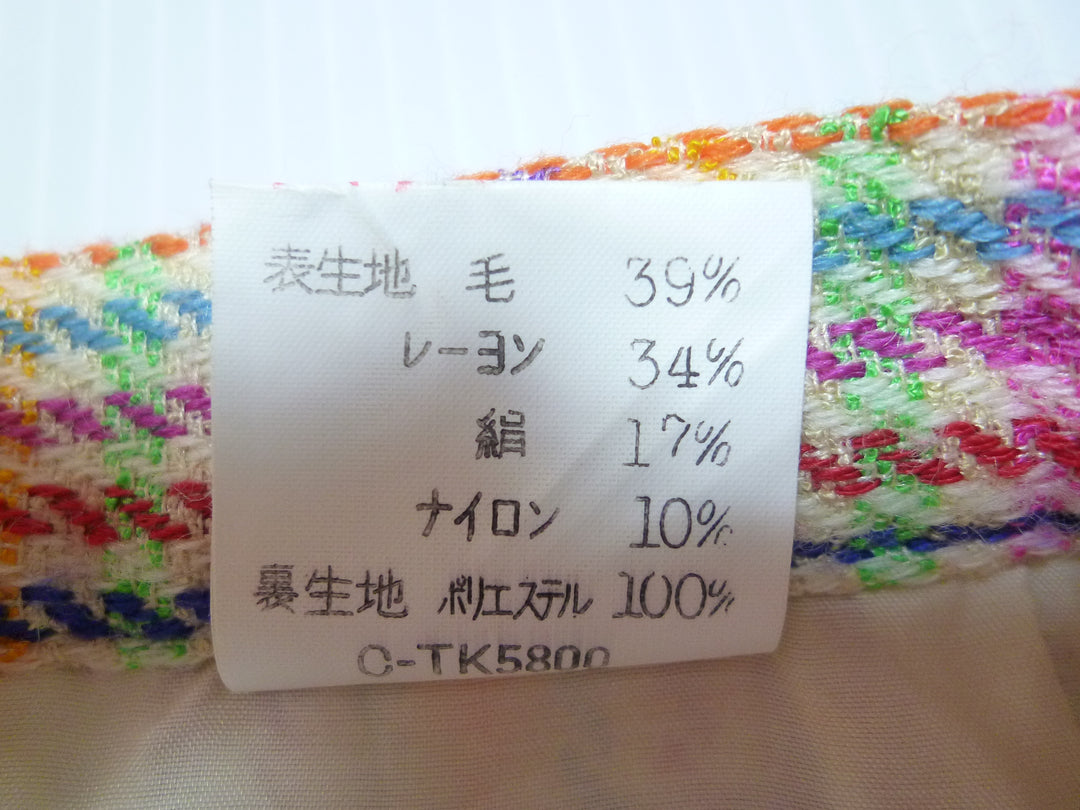 表生地 毛 39%
レーヨン 34%
絹 17%
ナイロン 10%
裏生地 ポリエステル 100%
C-TK5800